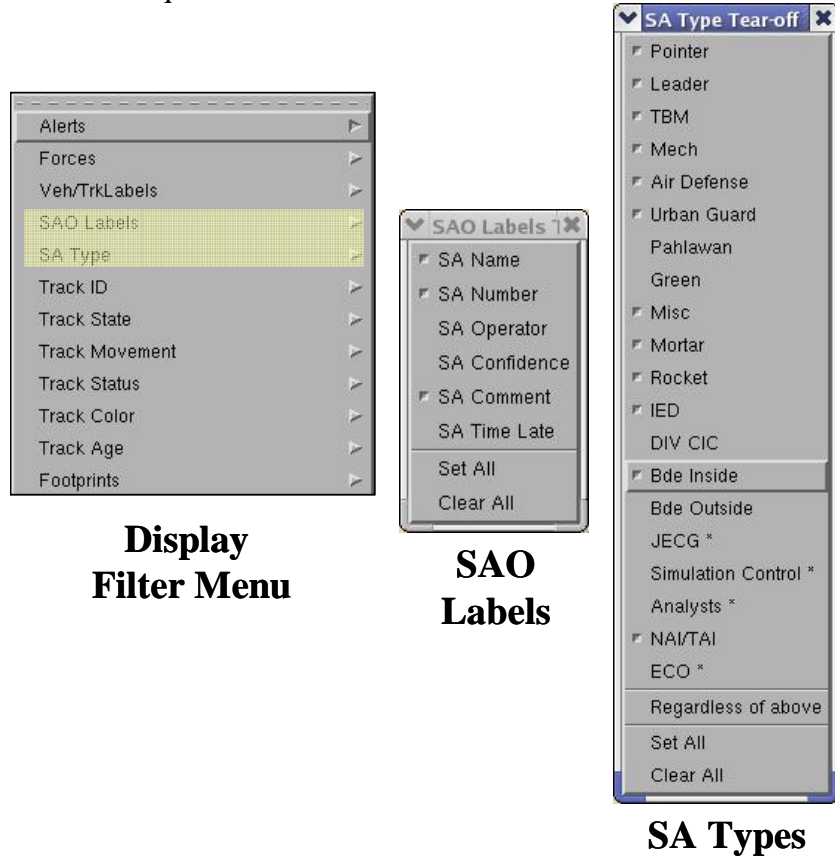 Alerts
Forces
Veh/TrkLabels
SAO Labels
SA Type
Track ID
Track State
Track Movement
Track Status
Track Color
Track Age
Footprints
Display
Filter Menu
SAO Labels
SA Name
SA Number
SA Operator
SA Confidence
SA Comment
SA Time Late
Set All
Clear All
SAO
Labels
SA Type Tear-off
Pointer
Leader
TBM
Mech
Air Defense
Urban Guard
Pahlawan
Green
Misc
Mortar
Rocket
IED
DIV CIC
Bde Inside
Bde Outside
JECG *
Simulation Control *
Analysts *
NAI/TAI
ECO *
Regardless of above
Set All
Clear All
SA Types